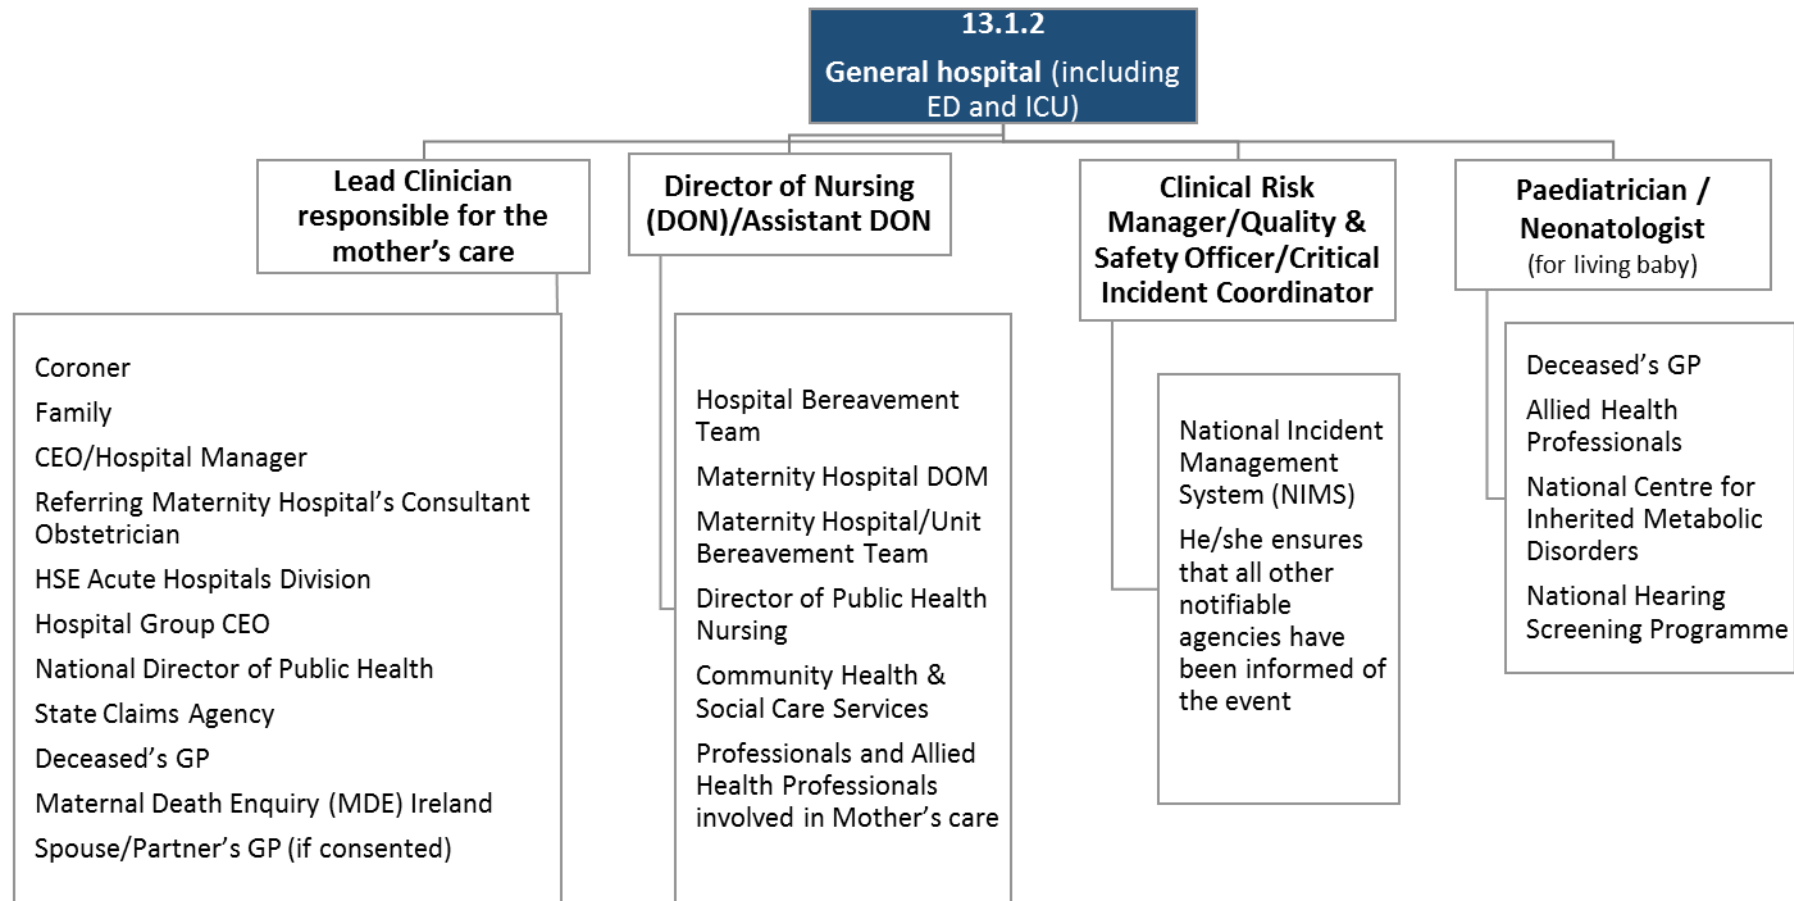 13.1.2
General hospital (including
ED and ICU)
Lead Clinician
responsible for the
mother’s care
Coroner
Family
CEO/Hospital Manager
Referring Maternity Hospital’s Consultant
Obstetrician
HSE Acute Hospitals Division
Hospital Group CEO
National Director of Public Health
State Claims Agency
Deceased’s GP
Maternal Death Enquiry (MDE) Ireland
Spouse/Partner’s GP (if consented)
Director of Nursing
(DON)/Assistant DON
Hospital Bereavement
Team
Maternity Hospital DOM
Maternity Hospital/Unit
Bereavement Team
Director of Public Health
Nursing
Community Health &
Social Care Services
Professionals and Allied
Health Professionals
involved in Mother’s care
Clinical Risk
Manager/Quality &
Safety Officer/Critical
Incident Coordinator
National Incident
Management
System (NIMS)
He/she ensures
that all other
notifiable
agencies have
been informed of
the event
Paediatrician /
Neonatologist
(for living baby)
Deceased’s GP
Allied Health
Professionals
National Centre for
Inherited Metabolic
Disorders
National Hearing
Screening Programme